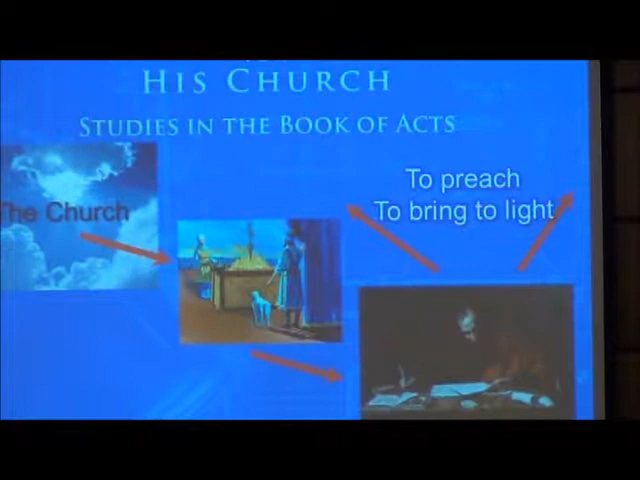 HIS CHURCH
STUDIES IN THE BOOK OF ACTS
The Church
To preach
To bring to light